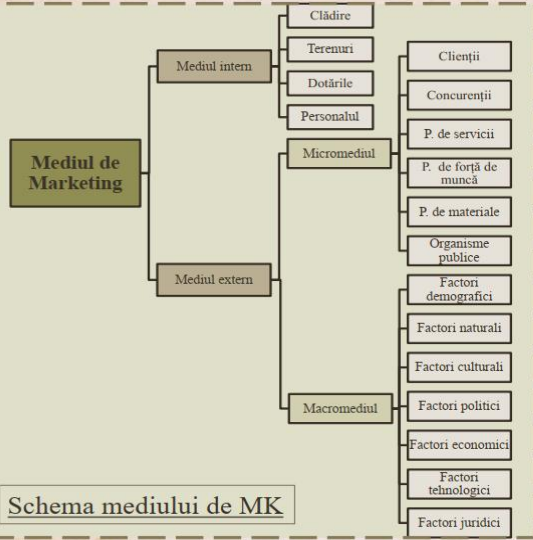 Mediul de
Marketing
Mediul intern
Clădire
Terenuri
Dotările
Personalul
Mediul extern
Micromediul
Clienții
Concurenții
P. de servicii
P. de forță de
muncă
P. de materiale
Organisme
publice
Macromediul
Factori
demografici
Factori naturali
Factori culturali
Factori politici
Factori economici
Factori
tehnologici
Factori juridici
Schema mediului de MK